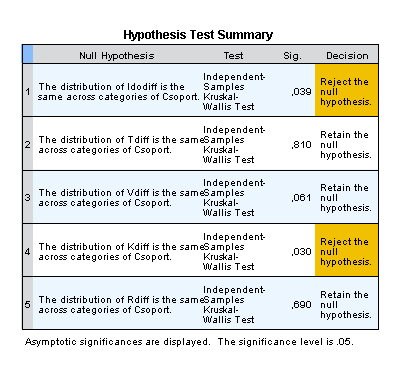 Hypothesis Test Summary
Null Hypothesis Test Sig. Decision
1 The distribution of Idodiff is the same across categories of Csoport. Independent-Samples Kruskal-Wallis Test ,039 Reject the null hypothesis.
2 The distribution of Tdiff is the same across categories of Csoport. Independent-Samples Kruskal-Wallis Test ,810 Retain the null hypothesis.
3 The distribution of Vdiff is the same across categories of Csoport. Independent-Samples Kruskal-Wallis Test ,061 Retain the null hypothesis.
4 The distribution of Kdiff is the same across categories of Csoport. Independent-Samples Kruskal-Wallis Test ,030 Reject the null hypothesis.
5 The distribution of Rdiff is the same across categories of Csoport. Independent-Samples Kruskal-Wallis Test ,690 Retain the null hypothesis.
Asymptotic significances are displayed. The significance level is .05.